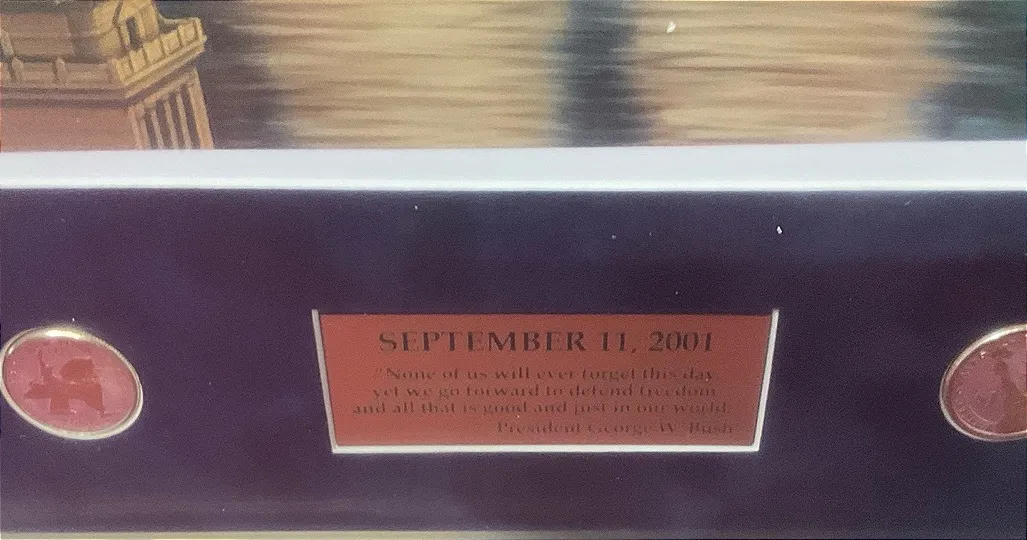 SEPTEMBER 11, 2001
"None of us will ever forget this day
yet we go forward to defend freedom
and all that is good and just in our world.
President George W. Bush